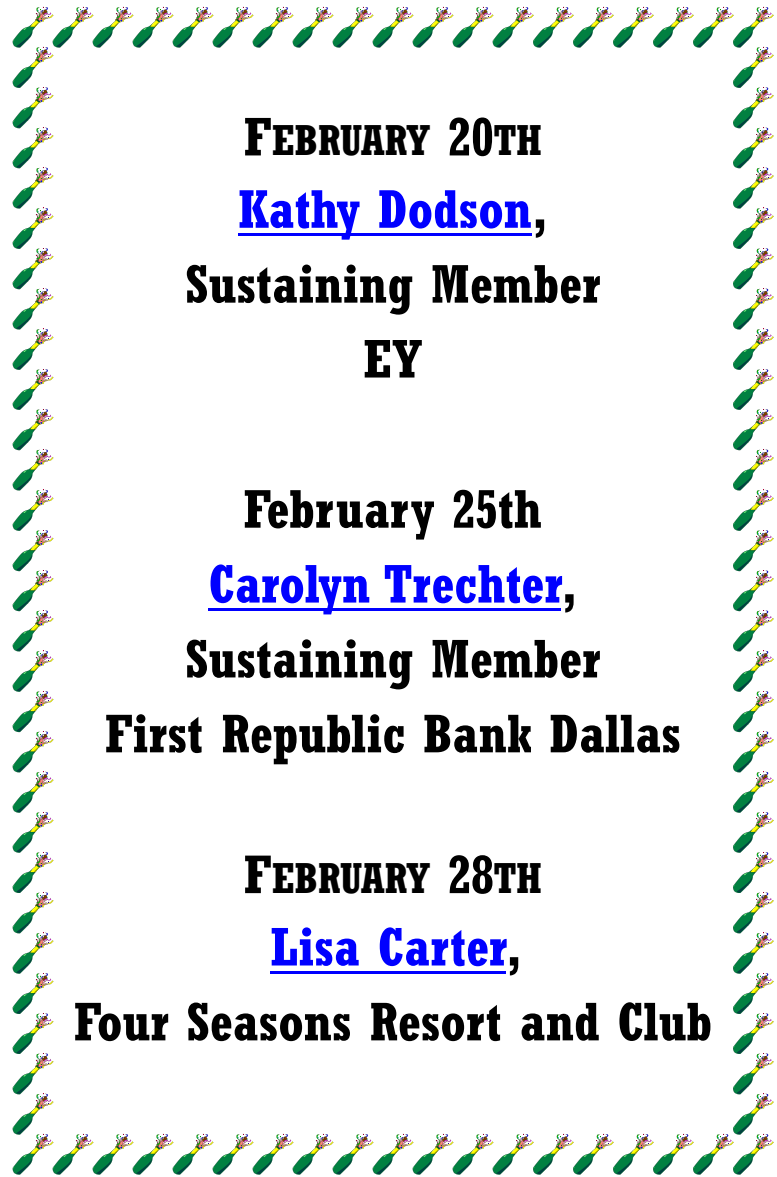 FEBRUARY 20TH
Kathy Dodson,
Sustaining Member
EY
February 25th
Carolyn Trechter,
Sustaining Member
First Republic Bank Dallas
FEBRUARY 28TH
Lisa Carter,
Four Seasons Resort and Club